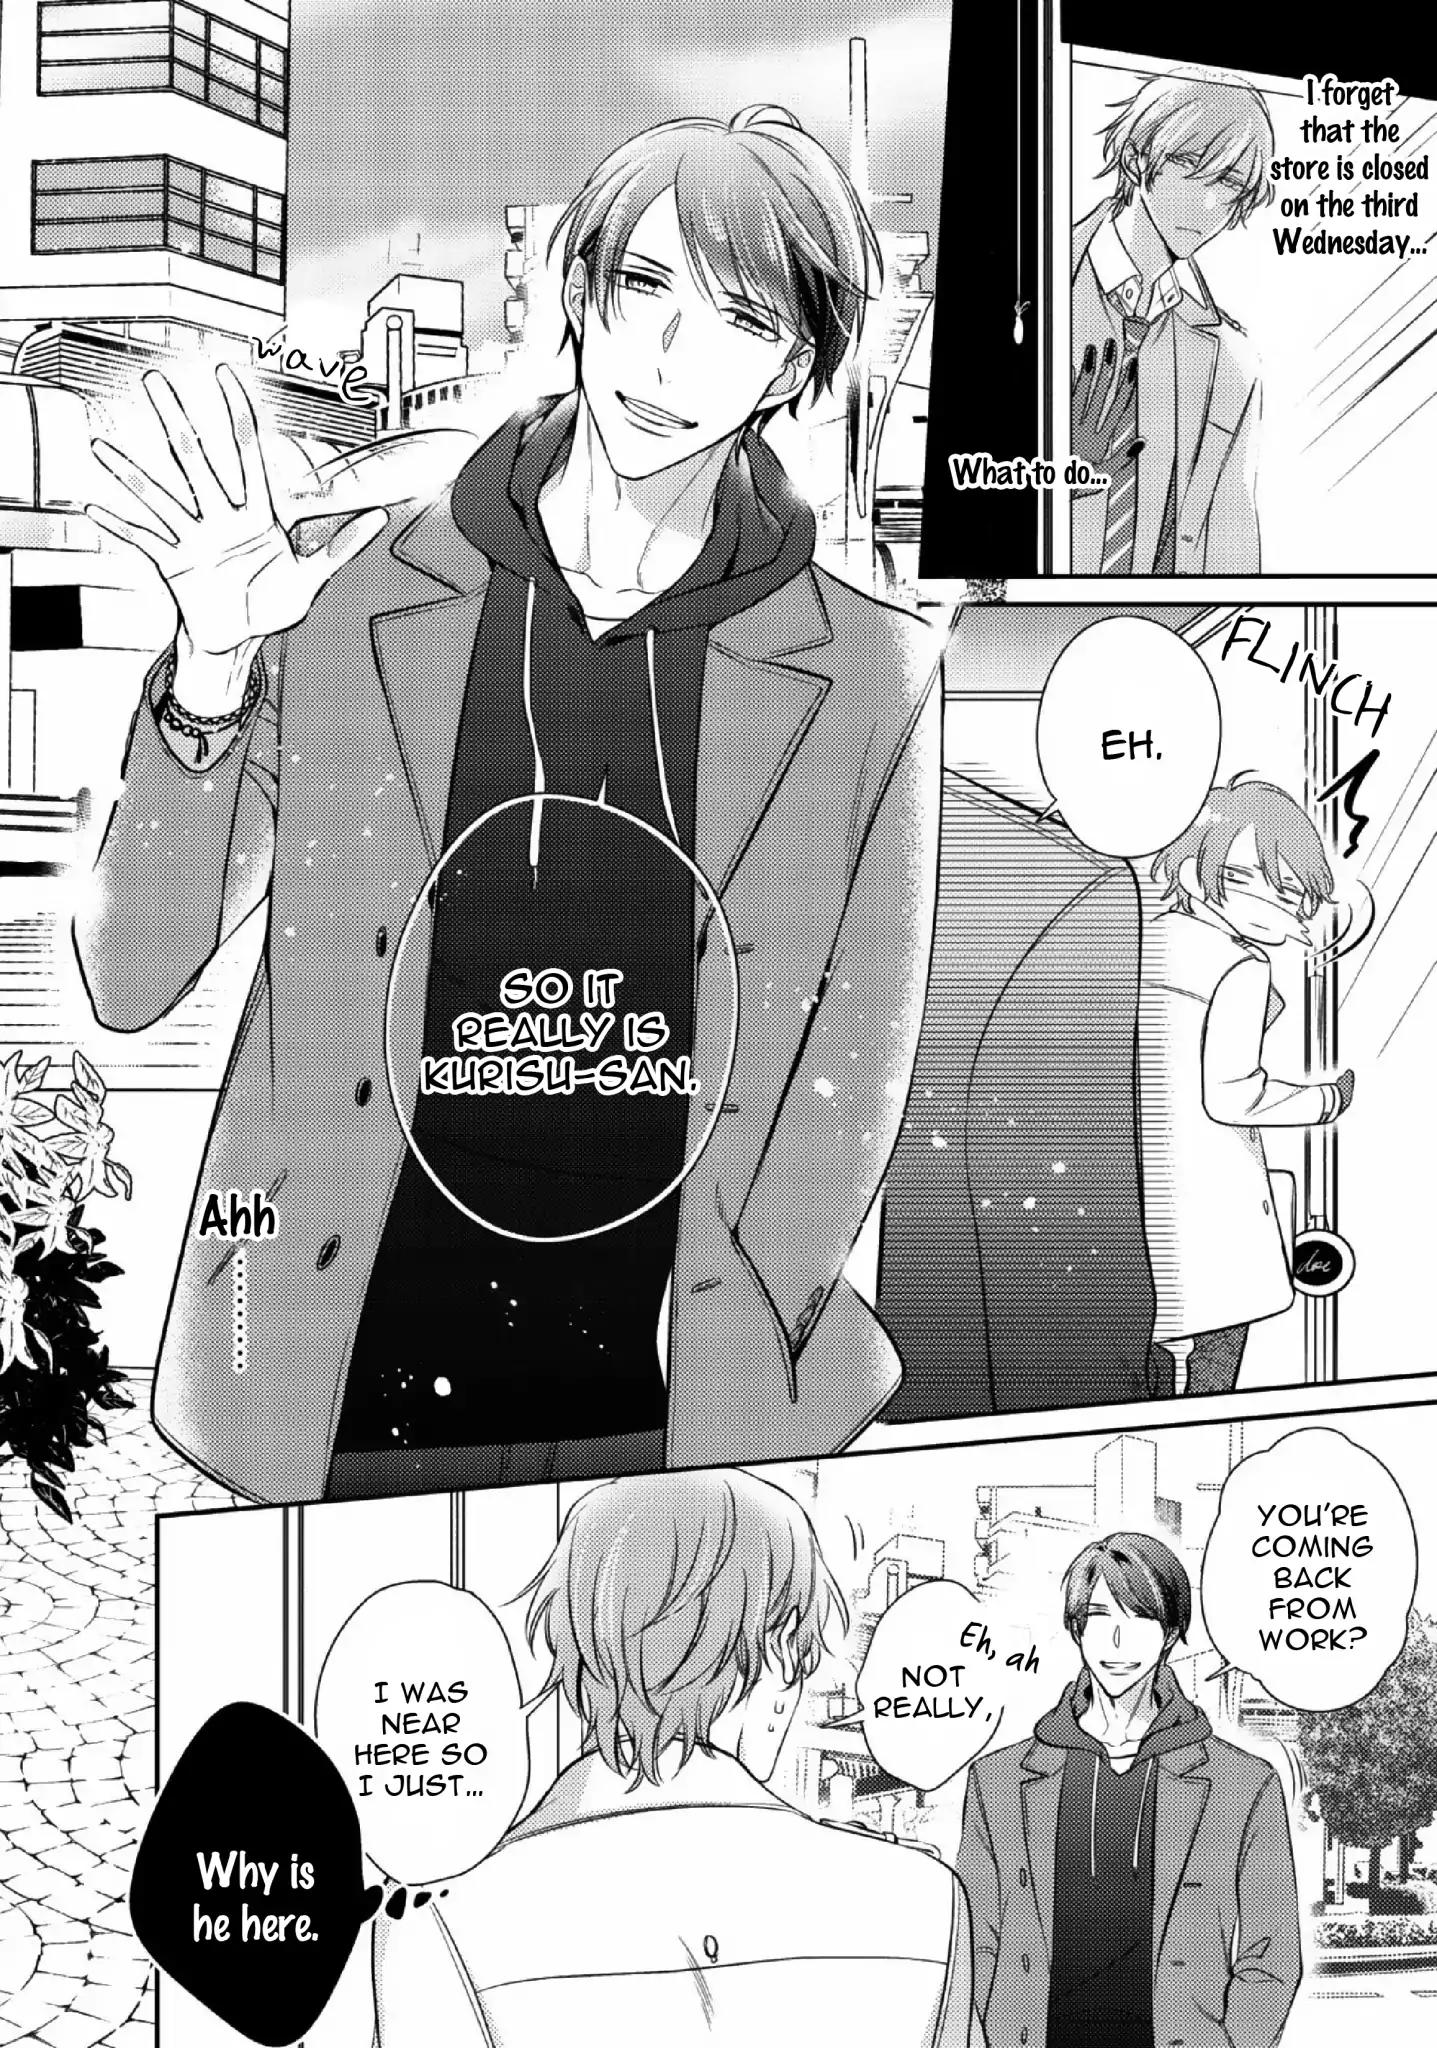 I forget
that the
store is closed
on the third
Wednesday...
What to do...
FLINCH
EH.
wave
SO IT
REALLY IS
KURISU-SAN.
Ahh
YOU'RE
COMING
BACK
FROM
WORK?
Eh, ah
NOT
REALLY,
I WAS
NEAR
HERE SO
I JUST...
Why is
he here.